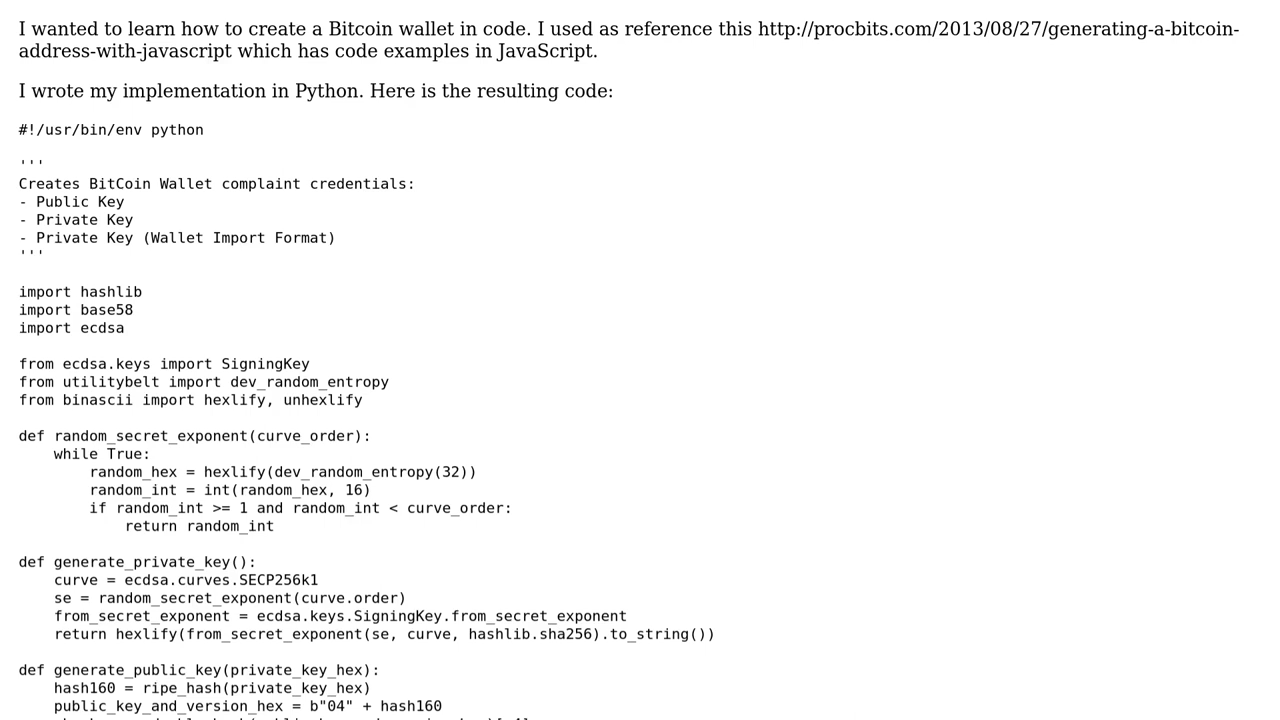 I wanted to learn how to create a Bitcoin wallet in code. I used as reference this http://procbits.com/2013/08/27/generating-a-bitcoin-
address-with-javascript which has code examples in JavaScript.
I wrote my implementation in Python. Here is the resulting code:
#!/usr/bin/env python
'''
Creates BitCoin Wallet complaint credentials:
- Public Key
- Private Key
- Private Key (Wallet Import Format)
'''
import hashlib
import base58
import ecdsa
from ecdsa.keys import SigningKey
from utilitybelt import dev_random_entropy
from binascii import hexlify, unhexlify
def random_secret_exponent(curve_order):
    while True:
        random_hex = hexlify(dev_random_entropy(32))
        random_int = int(random_hex, 16)
        if random_int >= 1 and random_int < curve_order:
            return random_int
def generate_private_key():
    curve = ecdsa.curves.SECP256k1
    se = random_secret_exponent(curve.order)
    from_secret_exponent = ecdsa.keys.SigningKey.from_secret_exponent
    return hexlify(from_secret_exponent(se, curve, hashlib.sha256).to_string())
def generate_public_key(private_key_hex):
    hash160 = ripe_hash(private_key_hex)
    public_key_and_version_hex = b"04" + hash160